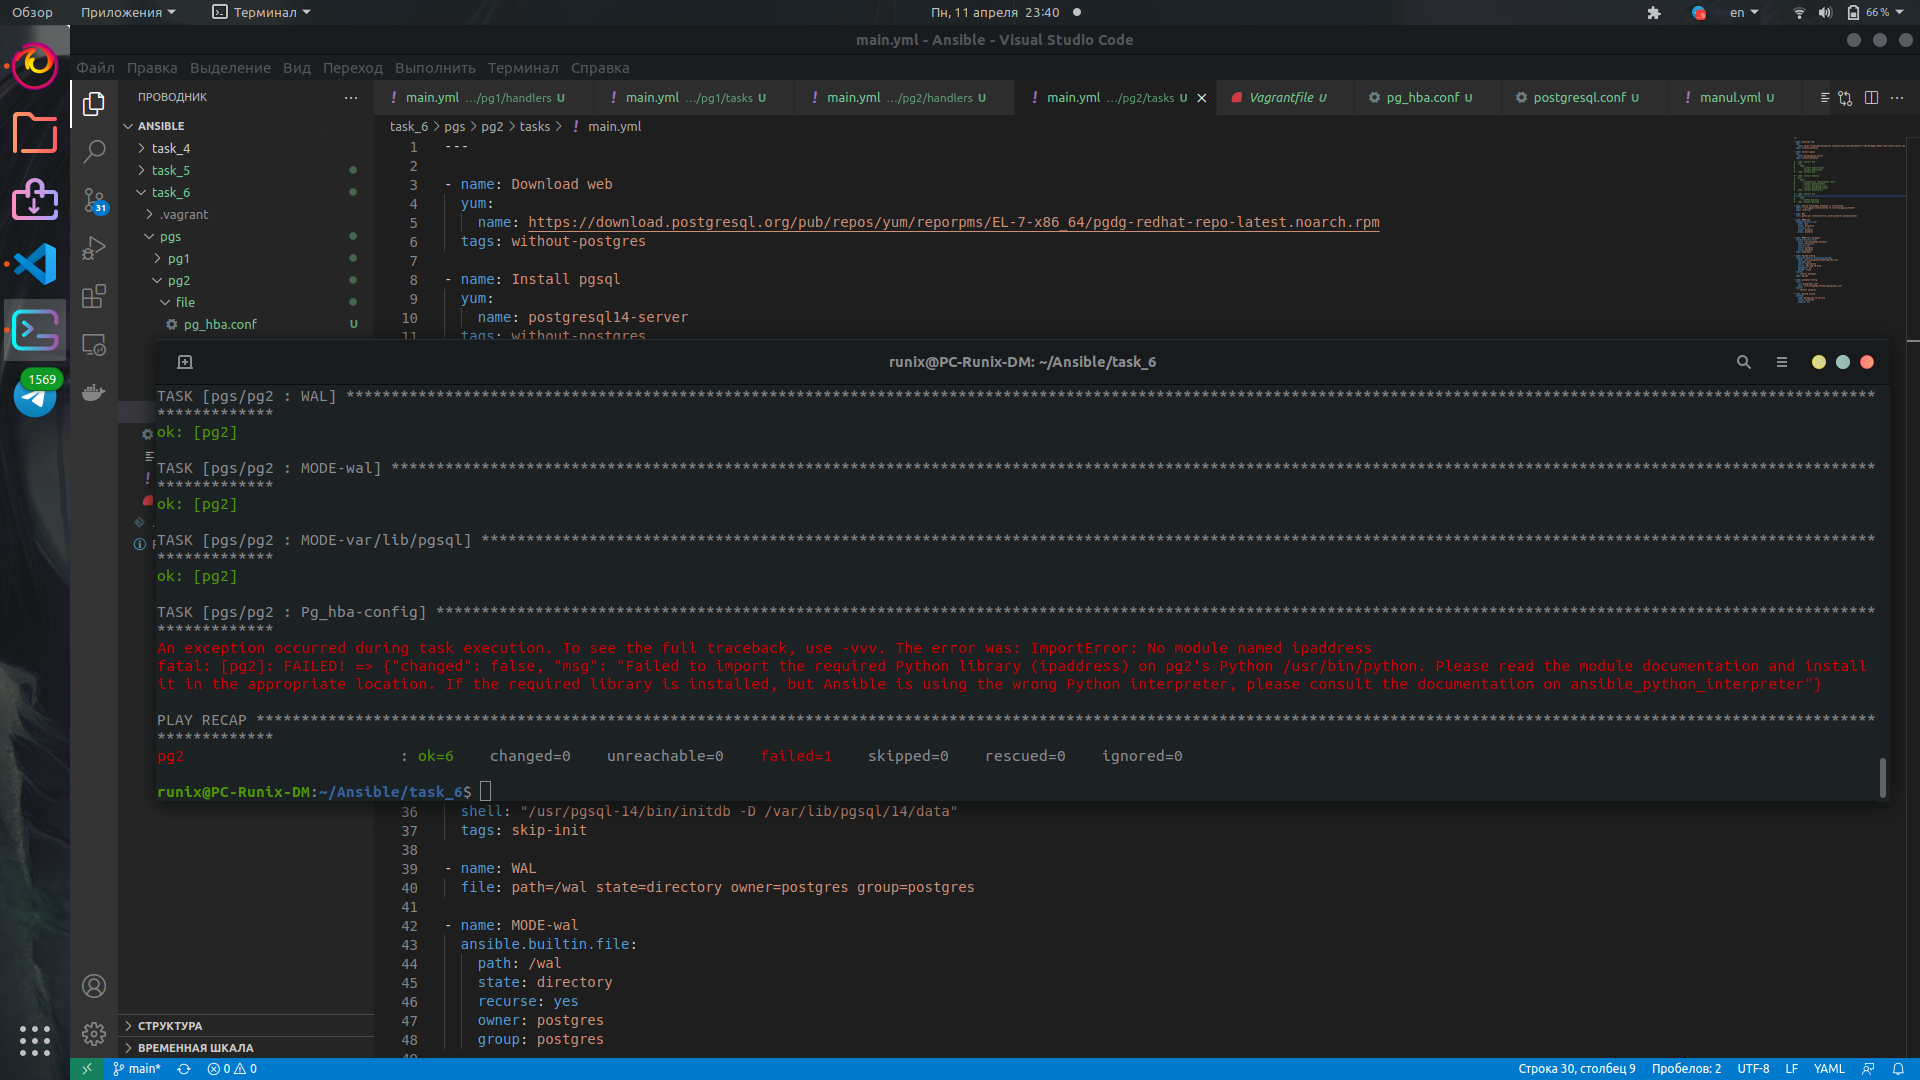 Обзор Приложения Терминал Пн, 11 апреля 23:40 en 66 %
main.yml - Ansible - Visual Studio Code
Файл Правка Выделение Вид Переход Выполнить Терминал Справка
ПРОВОДНИК ···
main.yml .../pg1/handlers U
main.yml .../pg1/tasks U
main.yml .../pg2/handlers U
main.yml .../pg2/tasks U
Vagrantfile U
pg_hba.conf U
postgresql.conf U
manul.yml U
task_6 > pgs > pg2 > tasks > ! main.yml
ANSIBLE
task_4
task_5
task_6
.vagrant
pgs
pg1
pg2
file
pg_hba.conf U
31
1569
1 ---
2
3 - name: Download web
4 yum:
5 name: https://download.postgresql.org/pub/repos/yum/reporpms/EL-7-x86_64/pgdg-redhat-repo-latest.noarch.rpm
6 tags: without-postgres
7
8 - name: Install pgsql
9 yum:
10 name: postgresql14-server
11 tags: without-postgres
runix@PC-Runix-DM: ~/Ansible/task_6
TASK [pgs/pg2 : WAL] **************************************************************************************************************************************************************************
*************
ok: [pg2]
TASK [pgs/pg2 : MODE-wal] *********************************************************************************************************************************************************************
*************
ok: [pg2]
TASK [pgs/pg2 : MODE-var/lib/pgsql] ***********************************************************************************************************************************************************
*************
ok: [pg2]
TASK [pgs/pg2 : Pg_hba-config] ****************************************************************************************************************************************************************
*************
An exception occurred during task execution. To see the full traceback, use -vvv. The error was: ImportError: No module named ipaddress
fatal: [pg2]: FAILED! => {"changed": false, "msg": "Failed to import the required Python library (ipaddress) on pg2's Python /usr/bin/python. Please read the module documentation and install
it in the appropriate location. If the required library is installed, but Ansible is using the wrong Python interpreter, please consult the documentation on ansible_python_interpreter"}
PLAY RECAP ************************************************************************************************************************************************************************************
*************
pg2 : ok=6 changed=0 unreachable=0 failed=1 skipped=0 rescued=0 ignored=0
runix@PC-Runix-DM:~/Ansible/task_6$
36 shell: "/usr/pgsql-14/bin/initdb -D /var/lib/pgsql/14/data"
37 tags: skip-init
38
39 - name: WAL
40 file: path=/wal state=directory owner=postgres group=postgres
41
42 - name: MODE-wal
43 ansible.builtin.file:
44 path: /wal
45 state: directory
46 recurse: yes
47 owner: postgres
48 group: postgres
49
СТРУКТУРА
ВРЕМЕННАЯ ШКАЛА
main* 0 0 Строка 30, столбец 9 Пробелов: 2 UTF-8 LF YAML